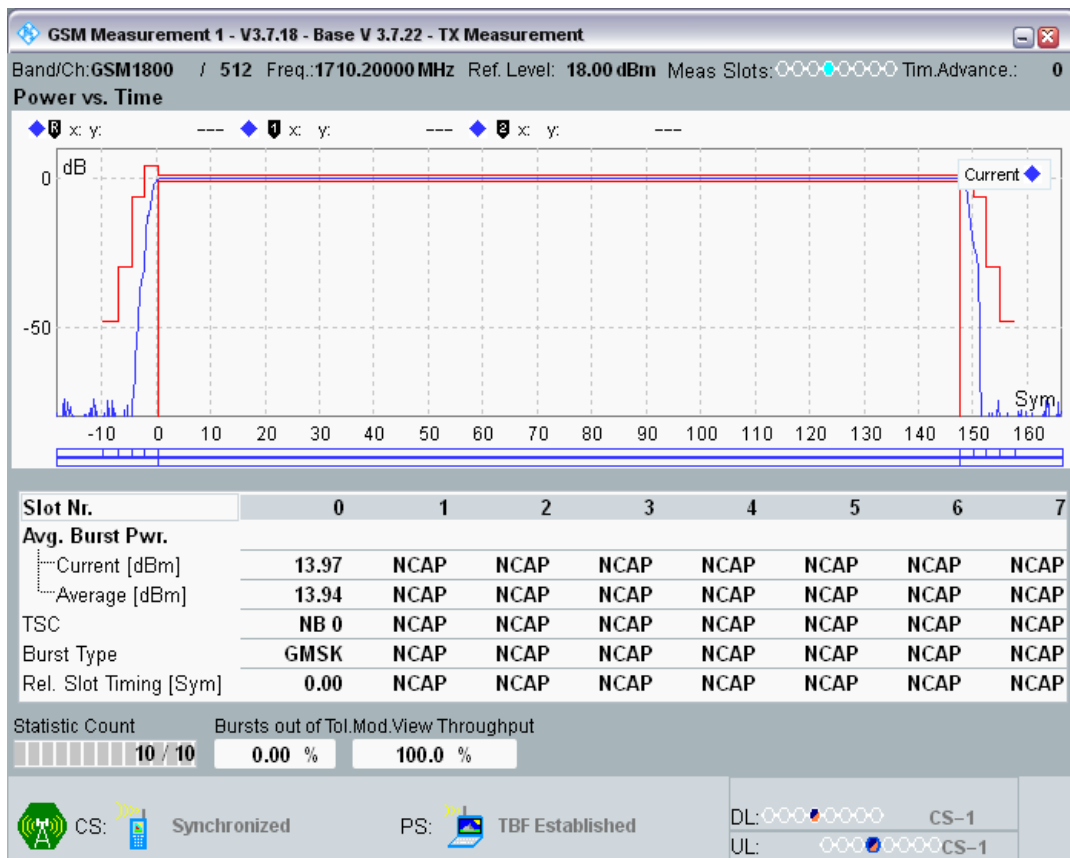 GSM Measurement 1 - V3.7.18 - Base V 3.7.22 - TX Measurement
Band/Ch:GSM1800 / 512 Freq.:1710.20000 MHz Ref. Level: 18.00 dBm Meas Slots: Tim.Advance.: 0
Power vs. Time
R x: y: --- 1 x: y: --- 2 x: y: ---
dB
0
Current
-50
Sym
-10 0 10 20 30 40 50 60 70 80 90 100 110 120 130 140 150 160
Slot Nr. 0 1 2 3 4 5 6 7
Avg. Burst Pwr.
Current [dBm] 13.97 NCAP NCAP NCAP NCAP NCAP NCAP NCAP
Average [dBm] 13.94 NCAP NCAP NCAP NCAP NCAP NCAP NCAP
TSC NB 0 NCAP NCAP NCAP NCAP NCAP NCAP NCAP
Burst Type GMSK NCAP NCAP NCAP NCAP NCAP NCAP NCAP
Rel. Slot Timing [Sym] 0.00 NCAP NCAP NCAP NCAP NCAP NCAP NCAP
Statistic Count Bursts out of Tol.Mod.View Throughput
10 / 10 0.00 % 100.0 %
CS: Synchronized PS: TBF Established DL: CS-1
UL: CS-1